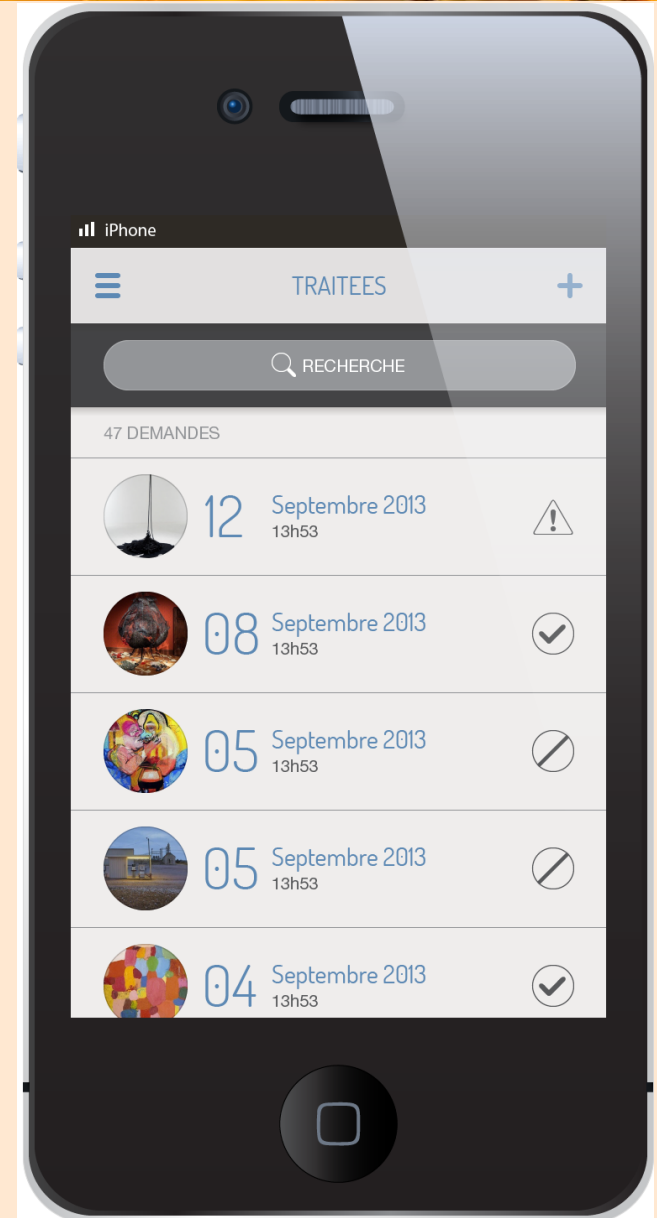 iPhone
TRAITEES
RECHERCHE
47 DEMANDES
12 Septembre 2013
13h53
08 Septembre 2013
13h53
05 Septembre 2013
13h53
05 Septembre 2013
13h53
04 Septembre 2013
13h53